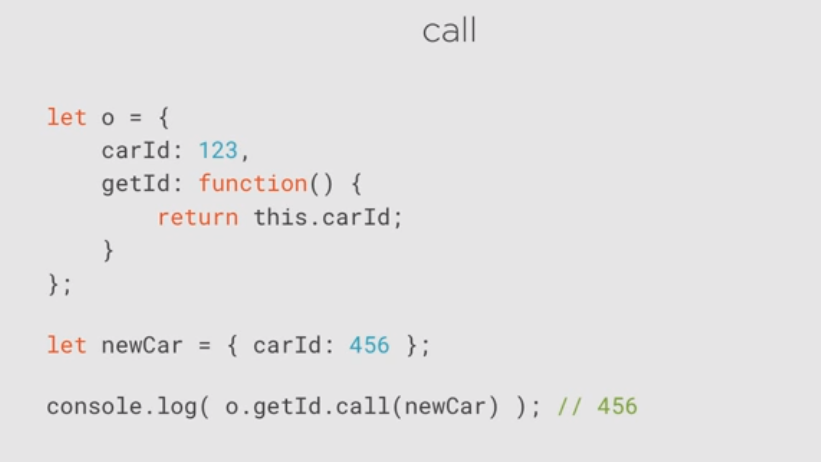 call
let o = {
    carId: 123,
    getId: function() {
        return this.carId;
    }
};
let newCar = { carId: 456 };
console.log( o.getId.call(newCar) ); // 456